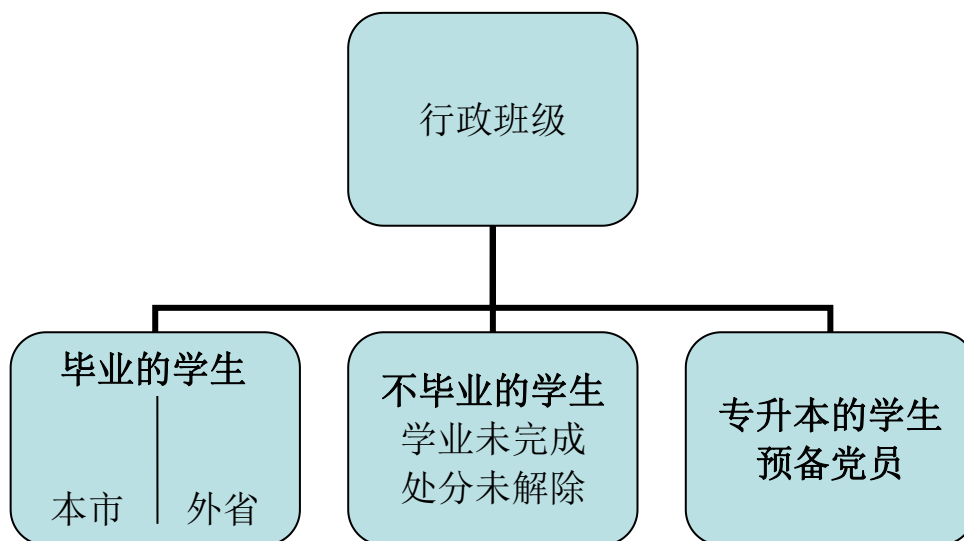 行政班级
毕业的学生
本市
外省
不毕业的学生
学业未完成
处分未解除
专升本的学生
预备党员